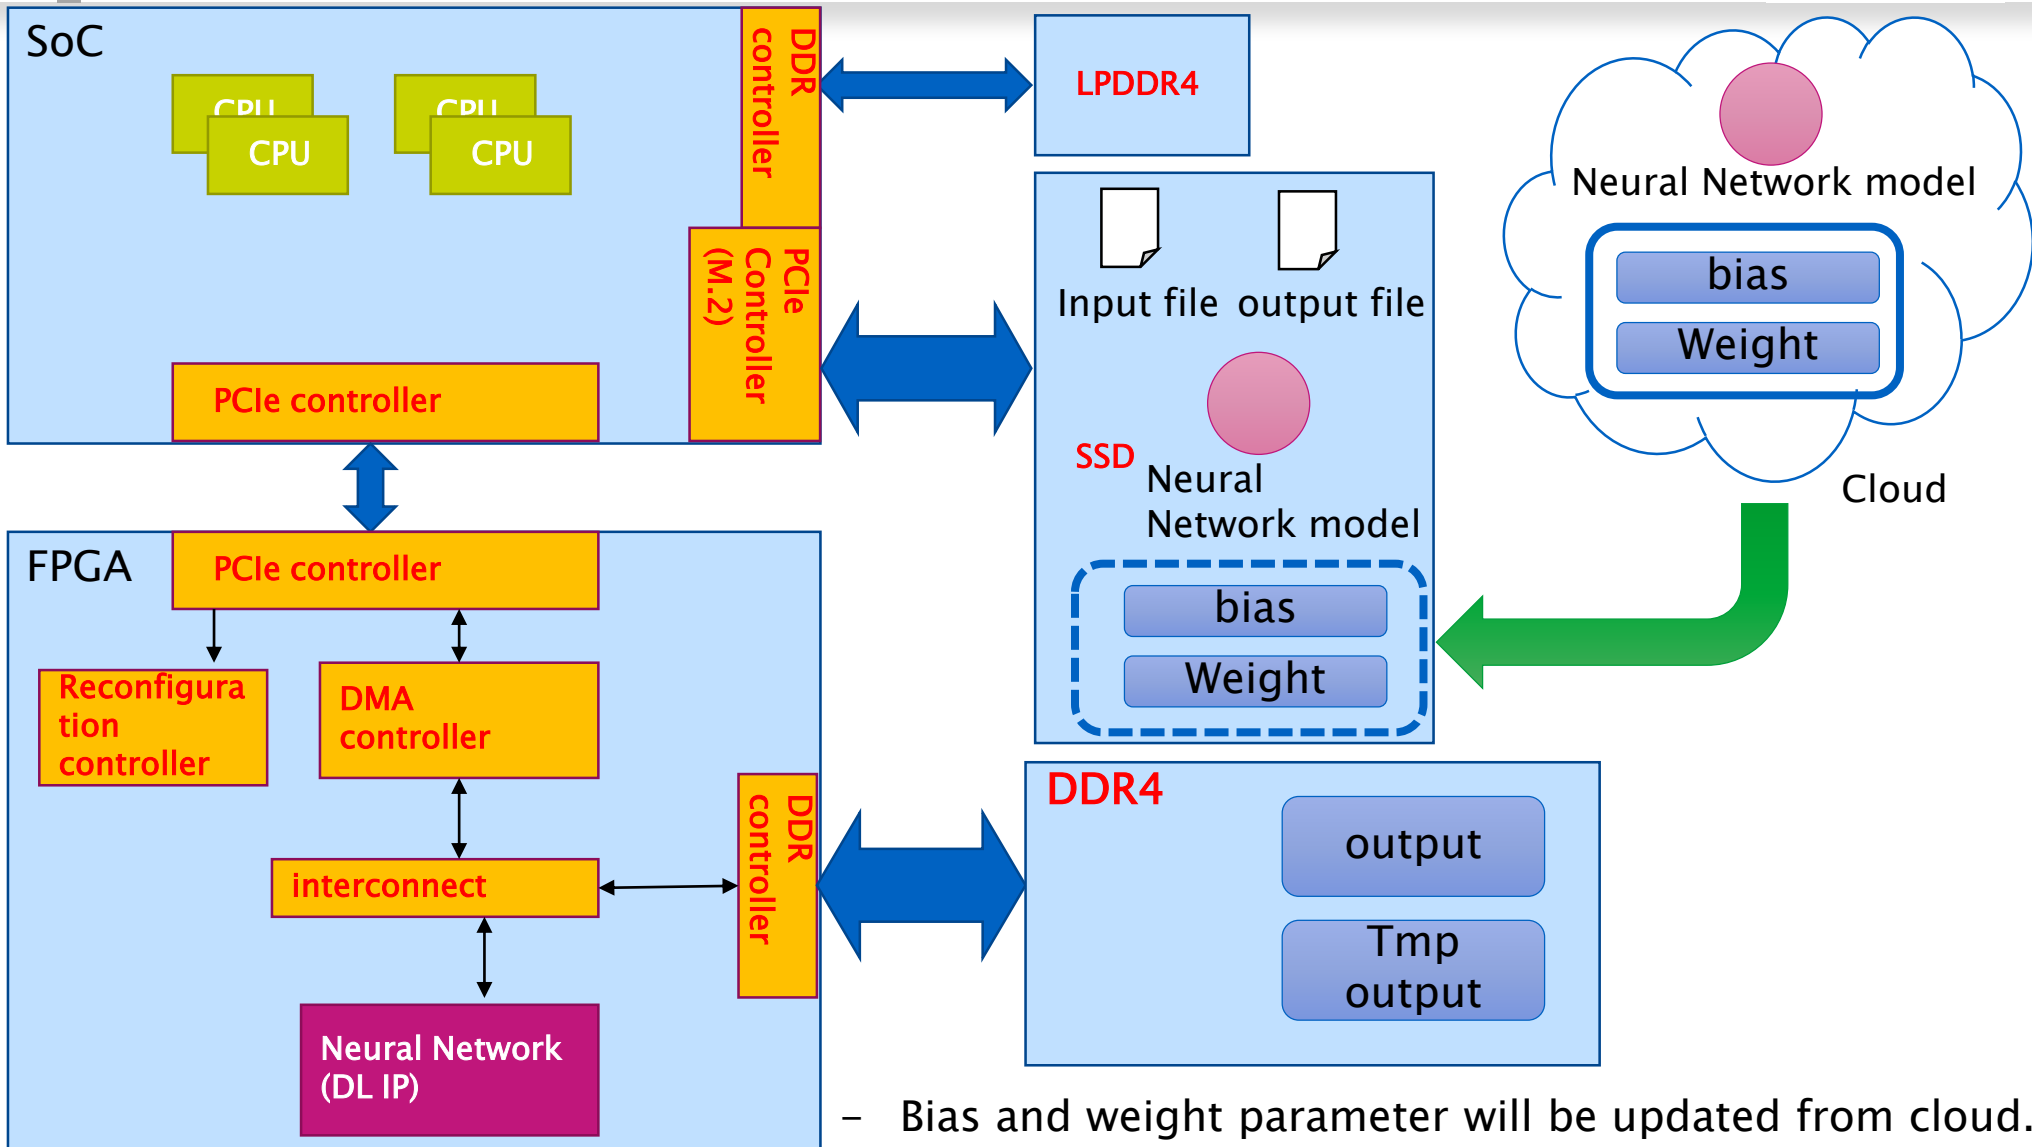 SoC
CPU
CPU
CPU
CPU
DDR
controller
LPDDR4
PCIe
Controller
(M.2)
PCIe controller
Input file
output file
SSD
Neural
Network model
bias
Weight
Neural Network model
bias
Weight
Cloud
FPGA
PCIe controller
Reconfigura
tion
controller
DMA
controller
interconnect
DDR
controller
Neural Network
(DL IP)
DDR4
output
Tmp
output
– Bias and weight parameter will be updated from cloud.